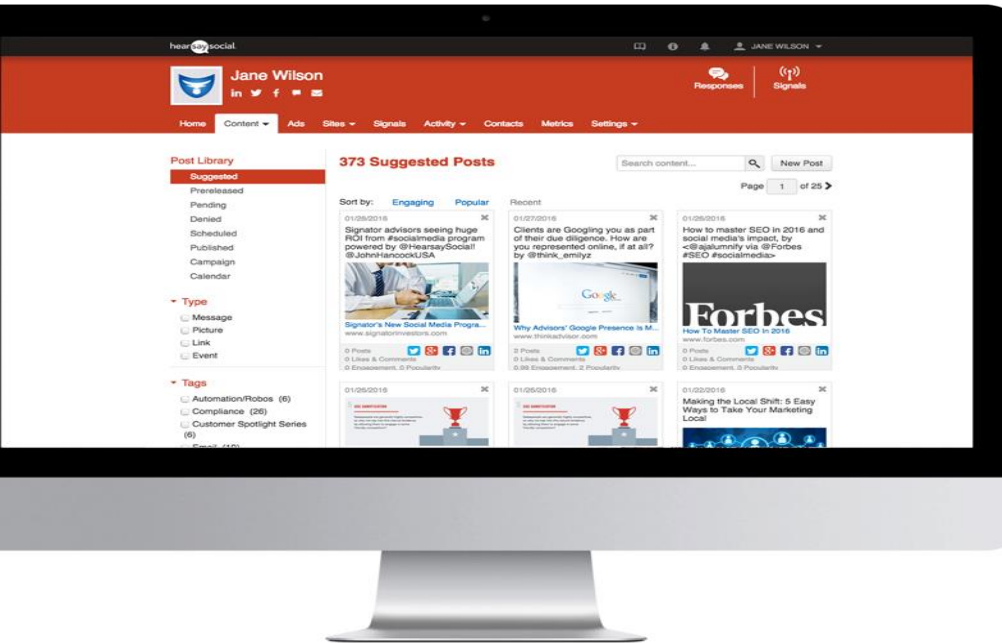 hearsaysocial
JANE WILSON
Jane Wilson
Responses
Signals
Home Content Ads Sites Signals Activity Contacts Metrics Settings
Post Library
Suggested
Prereleased
Pending
Denied
Scheduled
Published
Campaign
Calendar
Type
Message
Picture
Link
Event
Tags
Automation/Robos (6)
Compliance (26)
Customer Spotlight Series
(6)
Email (19)
373 Suggested Posts
Search content...
New Post
Page 1 of 25
Sort by: Engaging Popular Recent
01/28/2016
Signator advisors seeing huge
ROI from #socialmedia program
powered by @HearsaySocial!
@JohnHancockUSA
Signator's New Social Media Progra...
www.signatorinvestors.com
0 Posts
0 Likes & Comments
0 Engagement, 0 Popularity
01/27/2016
Clients are Googling you as part
of their due diligence. How are
you represented online, if at all?
by @think_emilyz
Google
Why Advisors' Google Presence Is M...
www.thinkadvisor.com
0 Posts
0 Likes & Comments
0.99 Engagement, 2 Popularity
01/26/2016
How to master SEO in 2016 and
social media's impact, by
<@ajalumnify via @Forbes
#SEO #socialmedia>
Forbes
How To Master SEO In 2016
www.forbes.com
0 Posts
0 Likes & Comments
0 Engagement, 0 Popularity
01/26/2016
01/26/2016
01/22/2016
Making the Local Shift: 5 Easy
Ways to Take Your Marketing
Local